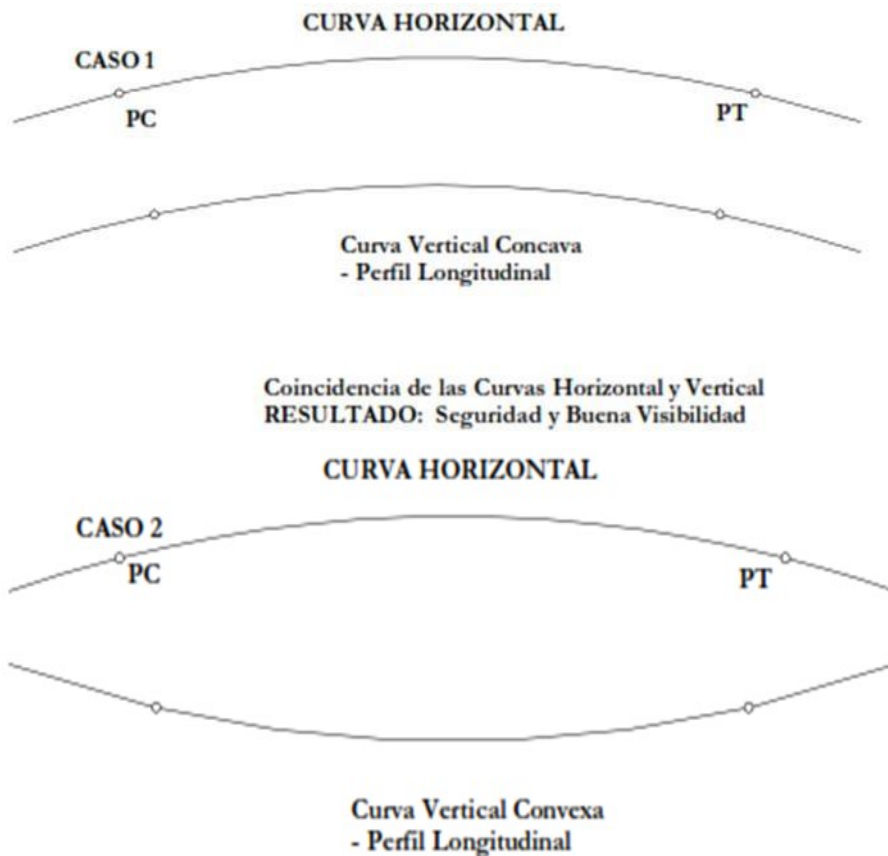 CURVA HORIZONTAL
CASO 1
PC
PT
Curva Vertical Concava
- Perfil Longitudinal
Coincidencia de las Curvas Horizontal y Vertical
RESULTADO: Seguridad y Buena Visibilidad
CURVA HORIZONTAL
CASO 2
PC
PT
Curva Vertical Convexa
- Perfil Longitudinal